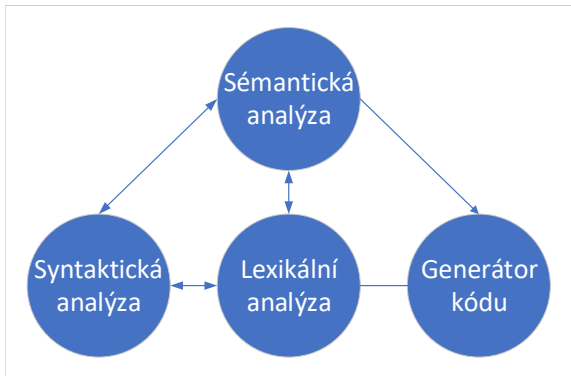 Sémantická
analýza
Syntaktická
analýza
Lexikální
analýza
Generátor
kódu